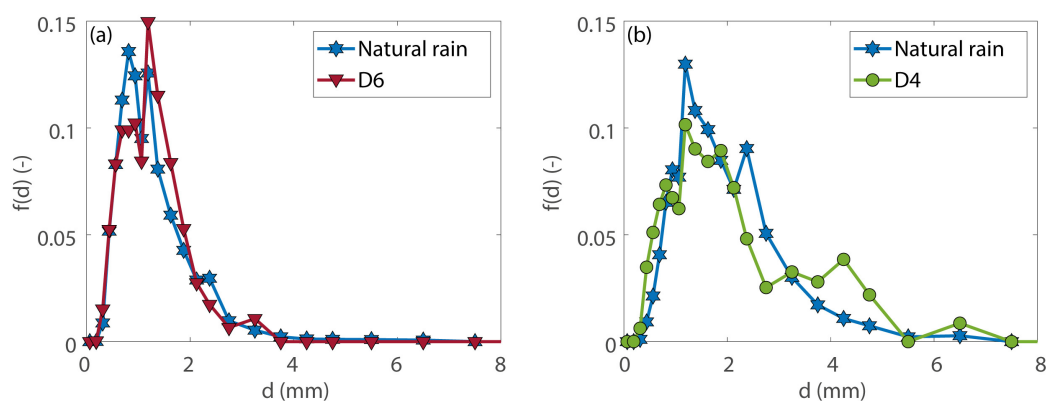 (a)
Natural rain
D6
0.15
0.1
0.05
0
f(d) (-)
0 2 4 6 8
d (mm)
(b)
Natural rain
D4
0.15
0.1
0.05
0
f(d) (-)
0 2 4 6 8
d (mm)